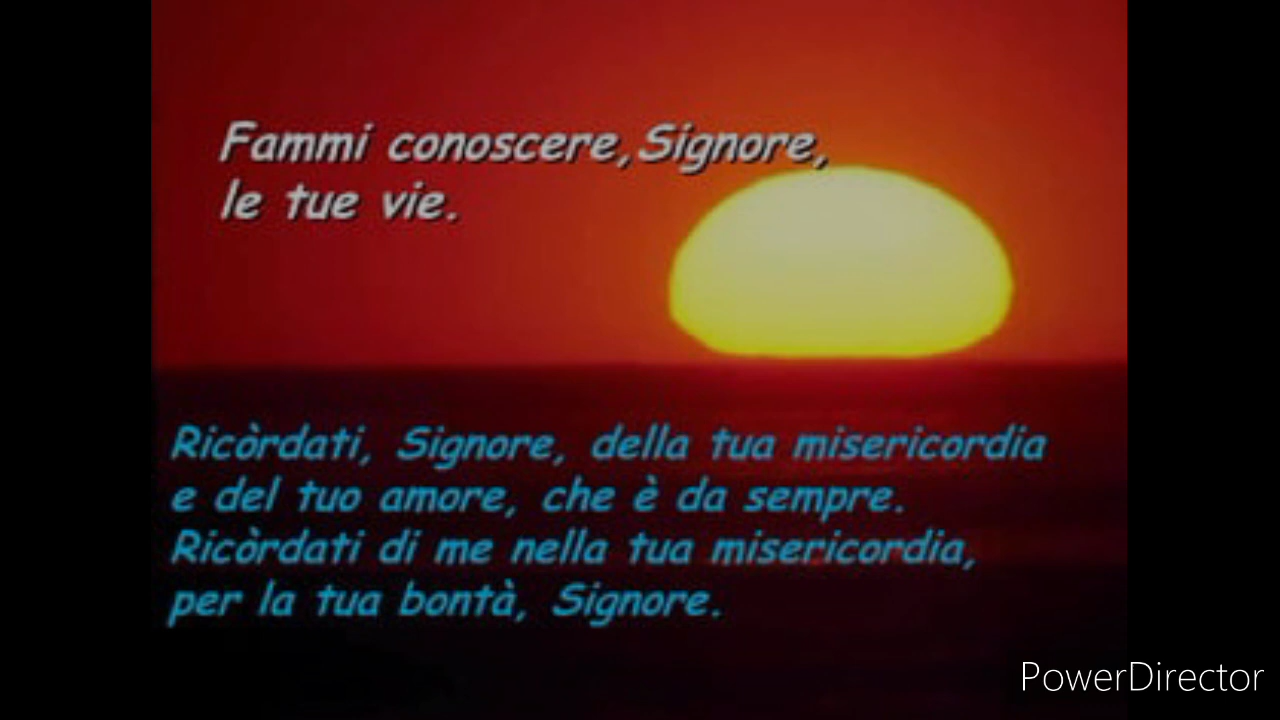 Fammi conoscere,Signore,
le tue vie.
Ricòrdati, Signore, della tua misericordia
e del tuo amore, che è da sempre.
Ricòrdati di me nella tua misericordia,
per la tua bontà, Signore.
PowerDirector